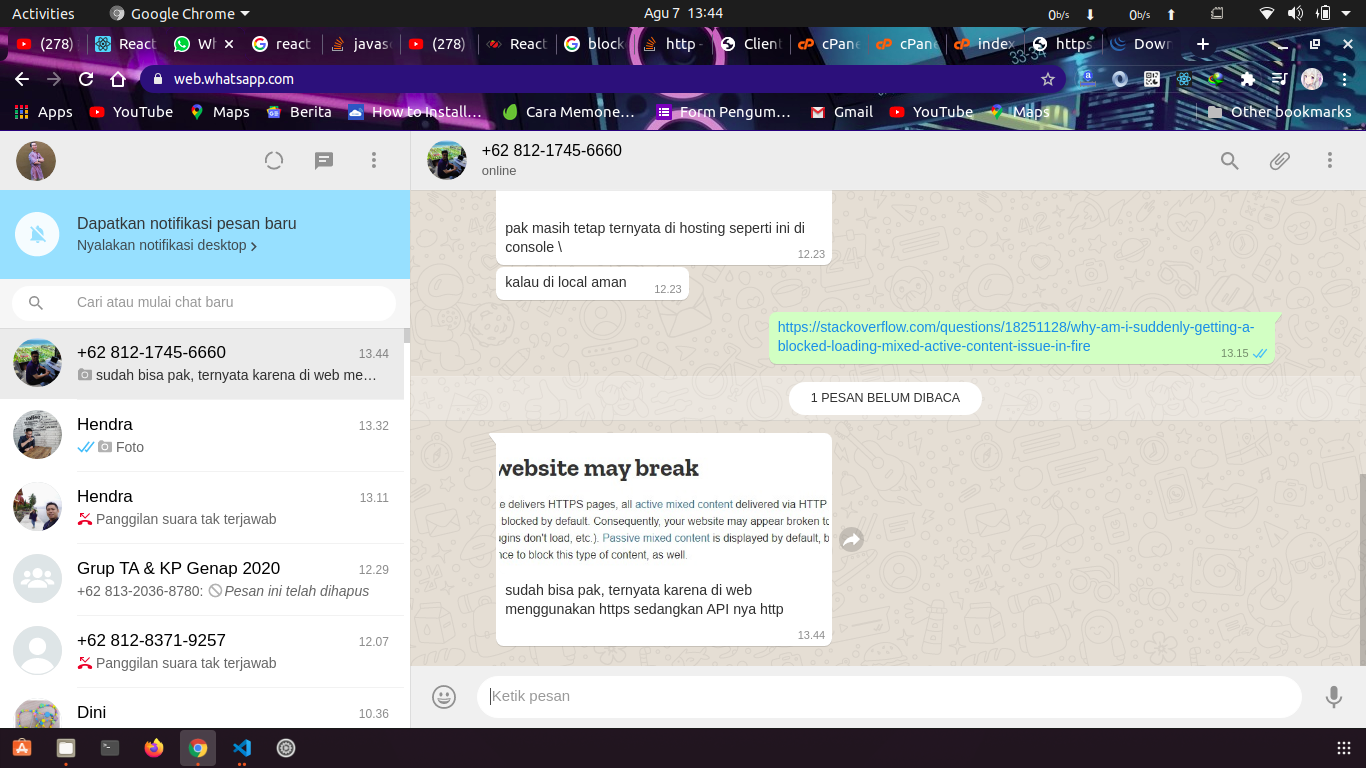 Activities
Google Chrome
Agu 7 13:44
0b/s
0b/s
(278)
React
Wh
react
javas
(278)
React
block
http -
Client
cPane
cPane
index
https
Down
web.whatsapp.com
Apps
YouTube
Maps
Berita
How to Install...
Cara Memone...
Form Pengum...
Gmail
YouTube
Maps
Other bookmarks
+62 812-1745-6660
online
Dapatkan notifikasi pesan baru
Nyalakan notifikasi desktop
Cari atau mulai chat baru
+62 812-1745-6660
13.44
sudah bisa pak, ternyata karena di web me…
Hendra
13.32
Foto
Hendra
13.11
Panggilan suara tak terjawab
Grup TA & KP Genap 2020
12.29
+62 813-2036-8780: Pesan ini telah dihapus
+62 812-8371-9257
12.07
Panggilan suara tak terjawab
Dini
10.36
pak masih tetap ternyata di hosting seperti ini di
console \
12.23
kalau di local aman
12.23
https://stackoverflow.com/questions/18251128/why-am-i-suddenly-getting-a-
blocked-loading-mixed-active-content-issue-in-fire
13.15
1 PESAN BELUM DIBACA
website may break
e delivers HTTPS pages, all active mixed content delivered via HTTP
blocked by default. Consequently, your website may appear broken to
ugins don't load, etc.). Passive mixed content is displayed by default, b
nce to block this type of content, as well.
sudah bisa pak, ternyata karena di web
menggunakan https sedangkan API nya http
13.44
Ketik pesan